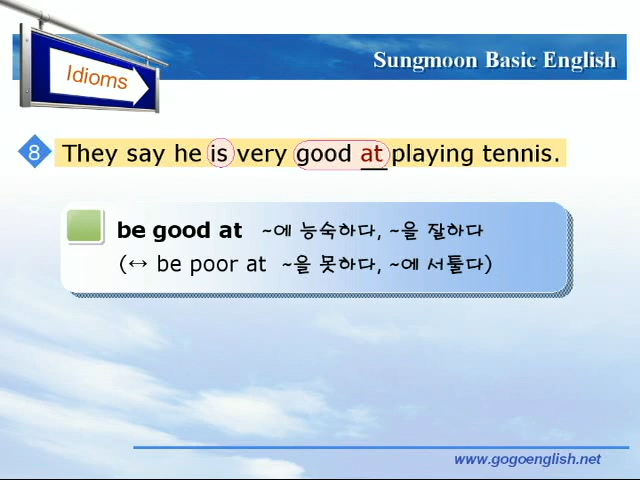 Sungmoon Basic English
Idioms
8 They say he is very good at playing tennis.
be good at ~에 능숙하다, ~을 잘하다
(↔ be poor at ~을 못하다, ~에 서툴다)
www.gogoenglish.net